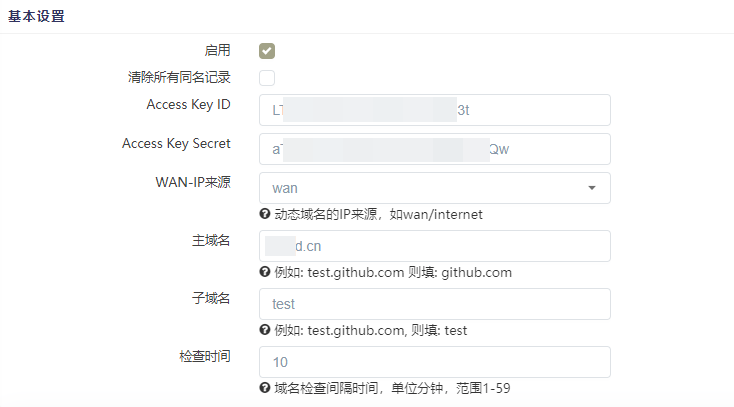 基本设置
启用
清除所有同名记录
Access Key ID LT 3t
Access Key Secret a Qw
WAN-IP来源 wan
动态域名的IP来源，如wan/internet
主域名 d.cn
例如: test.github.com 则填: github.com
子域名 test
例如: test.github.com, 则填: test
检查时间 10
域名检查间隔时间，单位分钟，范围1-59